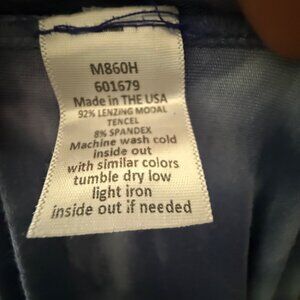 M860H
601679
Made in THE USA
92% LENZING MODAL
TENCEL
8% SPANDEX
Machine wash cold
inside out
with similar colors
tumble dry low
light iron
inside out if needed